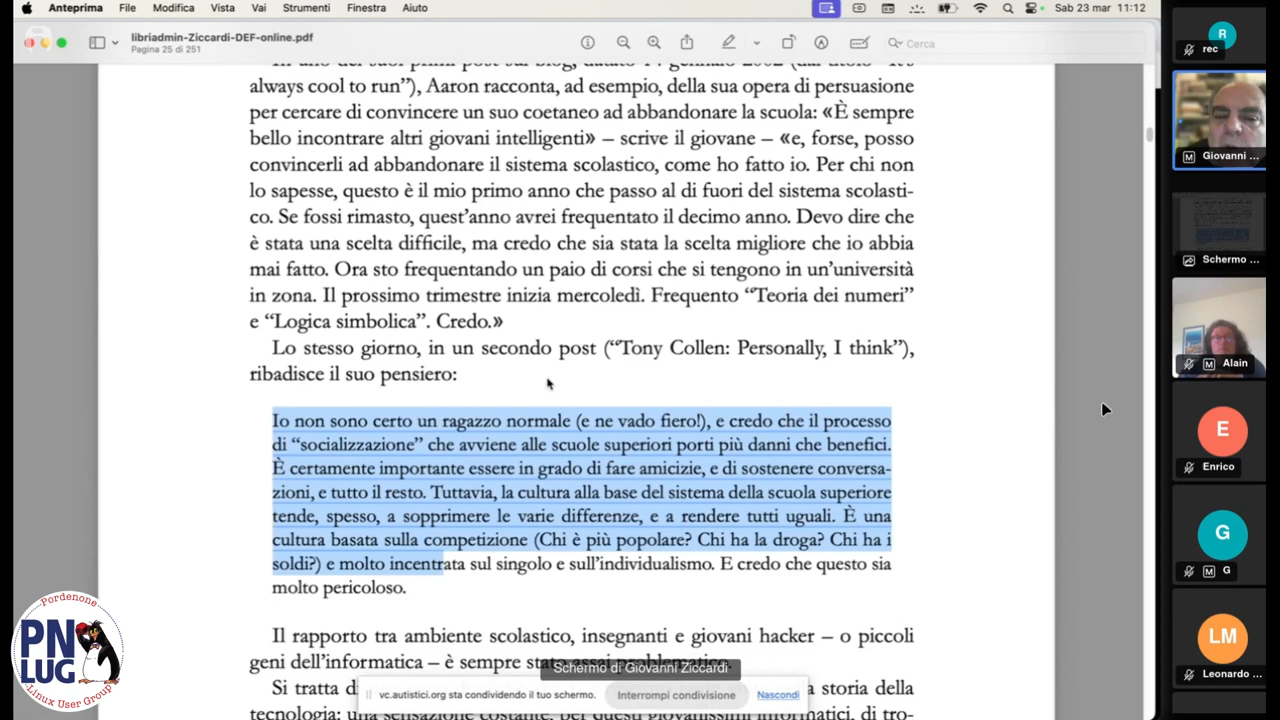 Anteprima File Modifica Vista Vai Strumenti Finestra Aiuto Sab 23 mar 11:12
libriadmin-Ziccardi-DEF-online.pdf
Pagina 25 di 251
Cerca
always cool to run”), Aaron racconta, ad esempio, della sua opera di persuasione
per cercare di convincere un suo coetaneo ad abbandonare la scuola: «È sempre
bello incontrare altri giovani intelligenti» – scrive il giovane – «e, forse, posso
convincerli ad abbandonare il sistema scolastico, come ho fatto io. Per chi non
lo sapesse, questo è il mio primo anno che passo al di fuori del sistema scolasti-
co. Se fossi rimasto, quest’anno avrei frequentato il decimo anno. Devo dire che
è stata una scelta difficile, ma credo che sia stata la scelta migliore che io abbia
mai fatto. Ora sto frequentando un paio di corsi che si tengono in un’università
in zona. Il prossimo trimestre inizia mercoledì. Frequento “Teoria dei numeri”
e “Logica simbolica”. Credo.»
Lo stesso giorno, in un secondo post (“Tony Collen: Personally, I think”),
ribadisce il suo pensiero:
Io non sono certo un ragazzo normale (e ne vado fiero!), e credo che il processo
di “socializzazione” che avviene alle scuole superiori porti più danni che benefici.
È certamente importante essere in grado di fare amicizie, e di sostenere conversa-
zioni, e tutto il resto. Tuttavia, la cultura alla base del sistema della scuola superiore
tende, spesso, a sopprimere le varie differenze, e a rendere tutti uguali. È una
cultura basata sulla competizione (Chi è più popolare? Chi ha la droga? Chi ha i
soldi?) e molto incentrata sul singolo e sull’individualismo. E credo che questo sia
molto pericoloso.
Il rapporto tra ambiente scolastico, insegnanti e giovani hacker – o piccoli
geni dell’informatica – è sempre
Schermo di Giovanni Ziccardi
Si tratta
storia della
vc.autistici.org sta condividendo il tuo schermo. Interrompi condivisione Nascondi
tecnologia:
di tro-
Pordenone
PN
LUG
Linux User Group
R
rec
Giovanni ...
Schermo ...
Alain
E
Enrico
G
G
LM
Leonardo ...